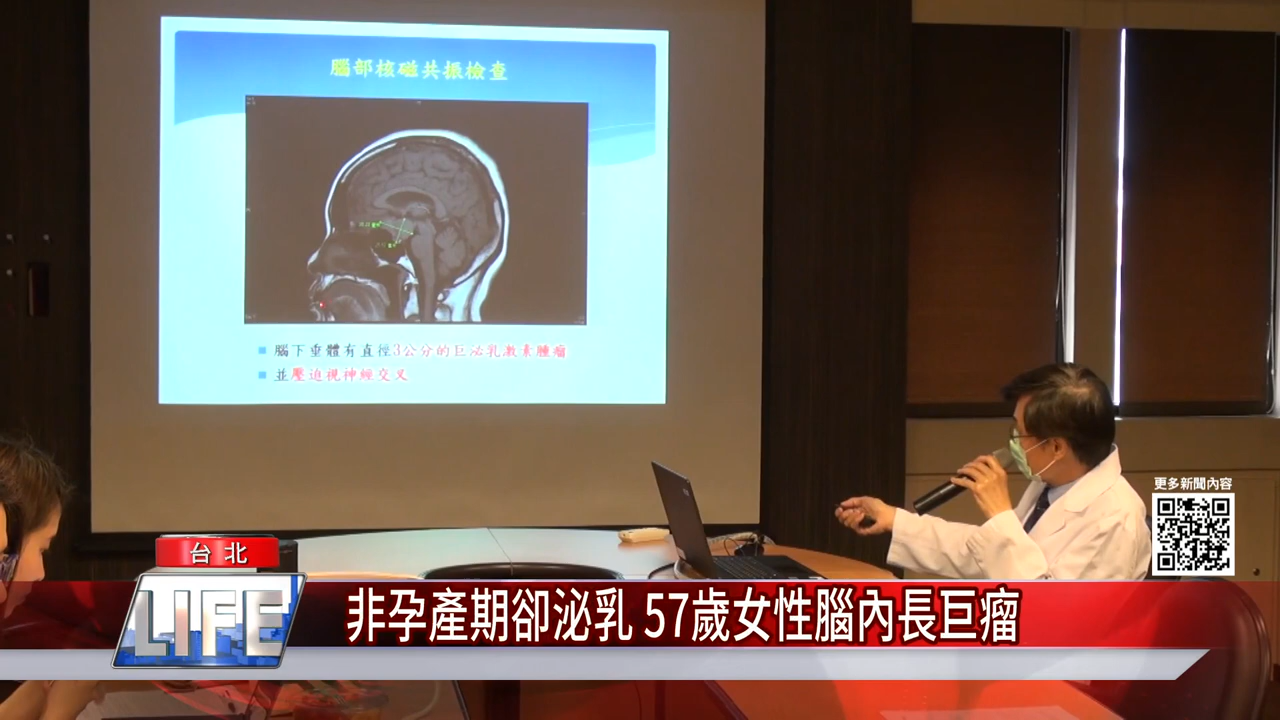 腦部核磁共振檢查
腦下垂體有直徑3公分的巨泌乳激素腫瘤
並壓迫視神經交叉
更多新聞內容
台北
LIFE
非孕產期卻泌乳 57歲女性腦內長巨瘤